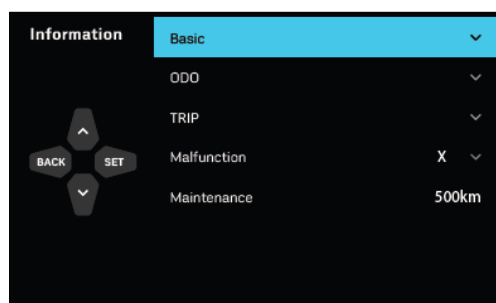 Information
Basic
ODO
TRIP
BACK SET
Malfunction X
Maintenance 500km